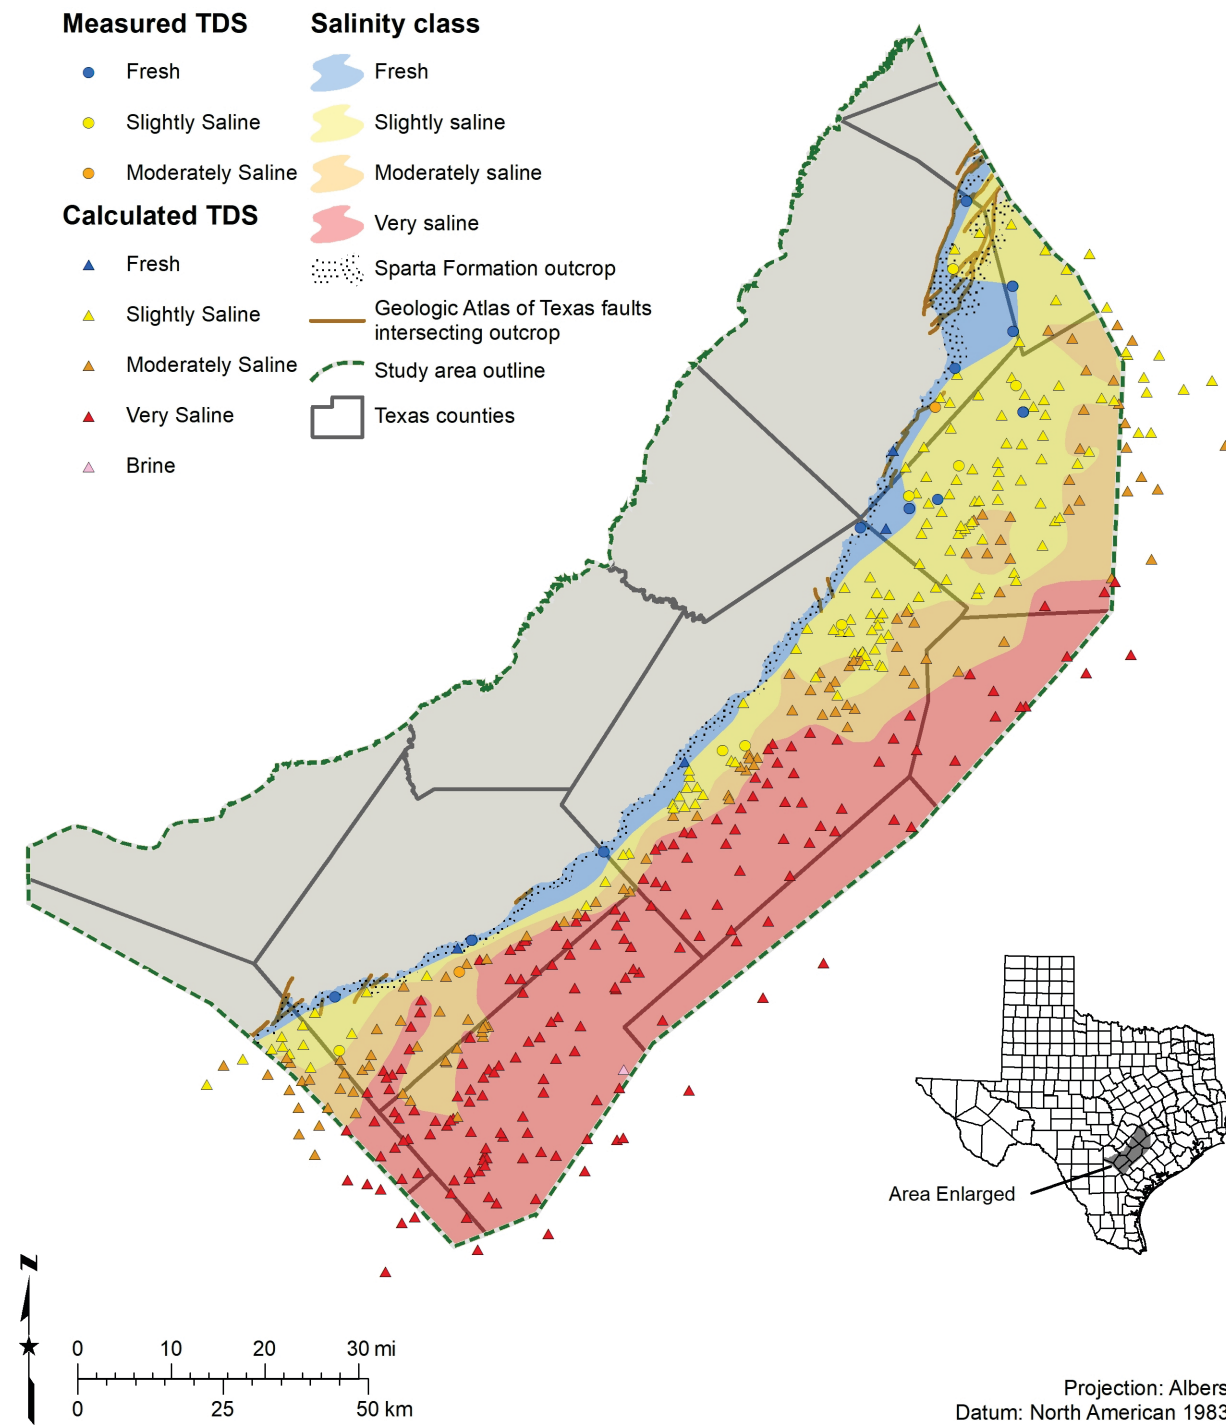 Measured TDS
Fresh
Slightly Saline
Moderately Saline
Calculated TDS
Fresh
Slightly Saline
Moderately Saline
Very Saline
Brine
Salinity class
Fresh
Slightly saline
Moderately saline
Very saline
Sparta Formation outcrop
Geologic Atlas of Texas faults
intersecting outcrop
Study area outline
Texas counties
Area Enlarged
N
0 10 20 30 mi
0 25 50 km
Projection: Albers
Datum: North American 1983